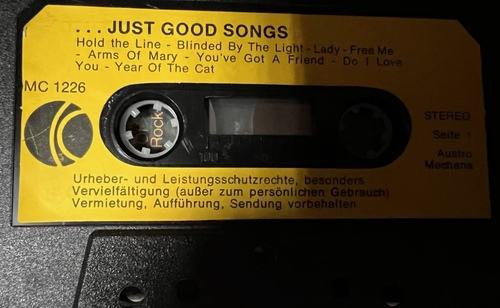 ...JUST GOOD SONGS
Hold the Line - Blinded By The Light - Lady - Free Me
- Arms Of Mary - You've Got A Friend - Do I Love
You - Year Of The Cat
MC 1226
STEREO
Rock
100
Seite 1
Austro
Mechana
Urheber- und Leistungsschutzrechte, besonders
Vervielfältigung (außer zum persönlichen Gebrauch)
Vermietung, Aufführung, Sendung vorbehalten